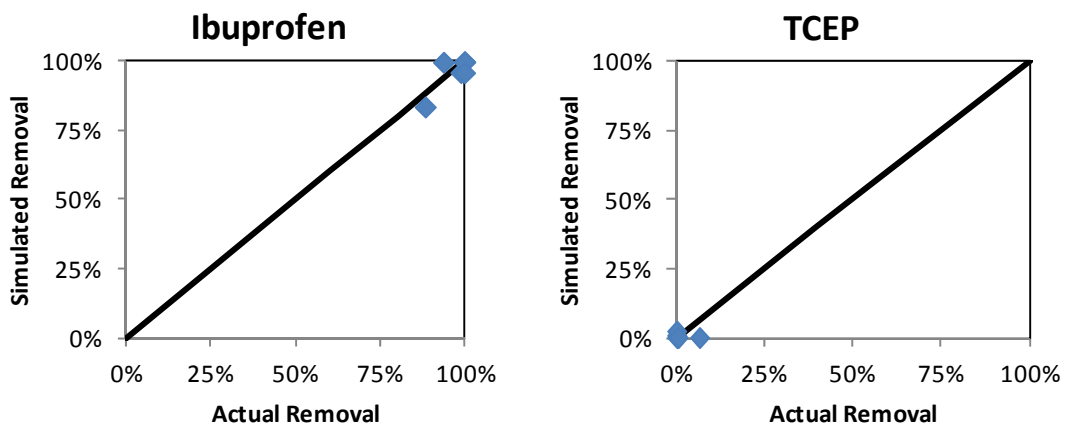 Ibuprofen
Simulated Removal
100%
75%
50%
25%
0%
0% 25% 50% 75% 100%
Actual Removal
TCEP
Simulated Removal
100%
75%
50%
25%
0%
0% 25% 50% 75% 100%
Actual Removal